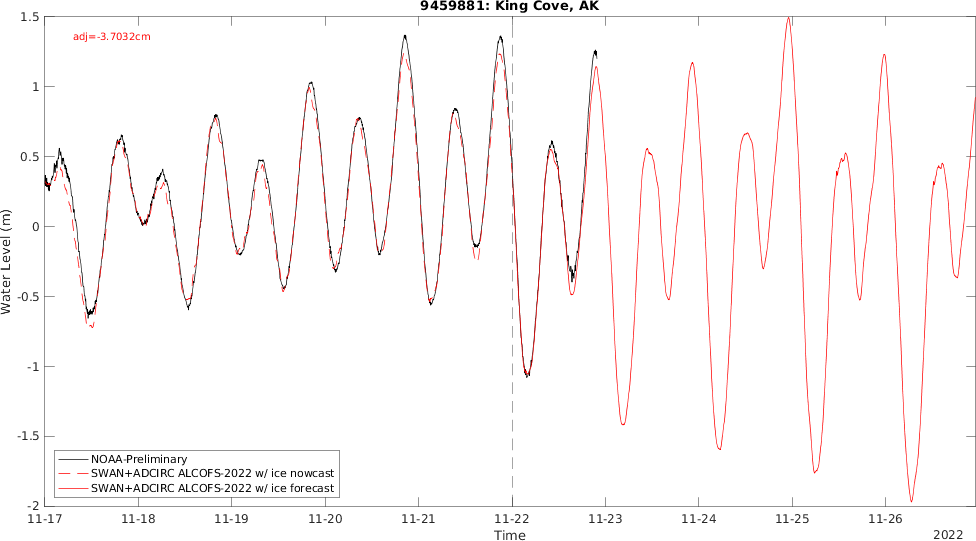 9459881: King Cove, AK
adj=-3.7032cm
Water Level (m)
1.5
1
0.5
0
-0.5
-1
-1.5
-2
NOAA-Preliminary
SWAN+ADCIRC ALCOFS-2022 w/ ice nowcast
SWAN+ADCIRC ALCOFS-2022 w/ ice forecast
11-17 11-18 11-19 11-20 11-21 11-22 11-23 11-24 11-25 11-26
Time
2022